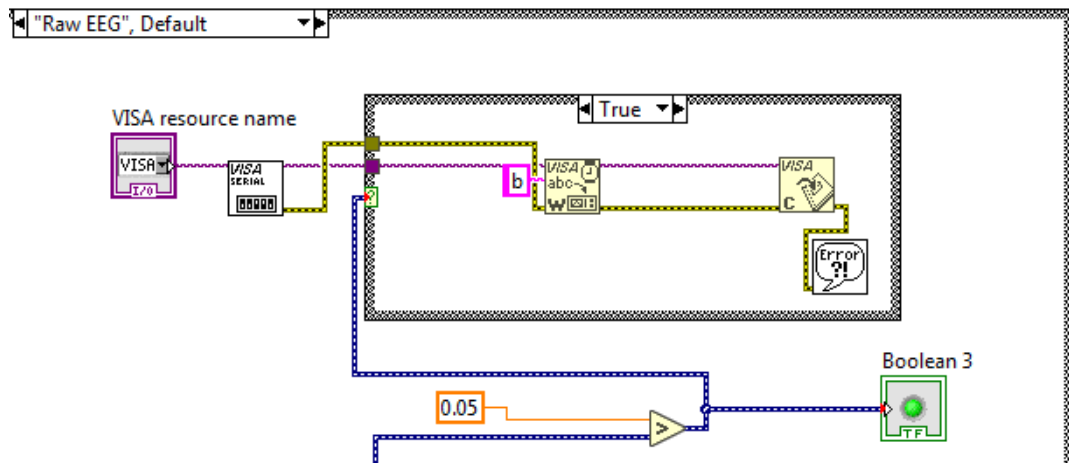 "Raw EEG", Default
True
VISA resource name
VISA
I/O
VISA
SERIAL
b
VISA
abc
W
VISA
C
Error
?!
?
Boolean 3
TF
0.05
>